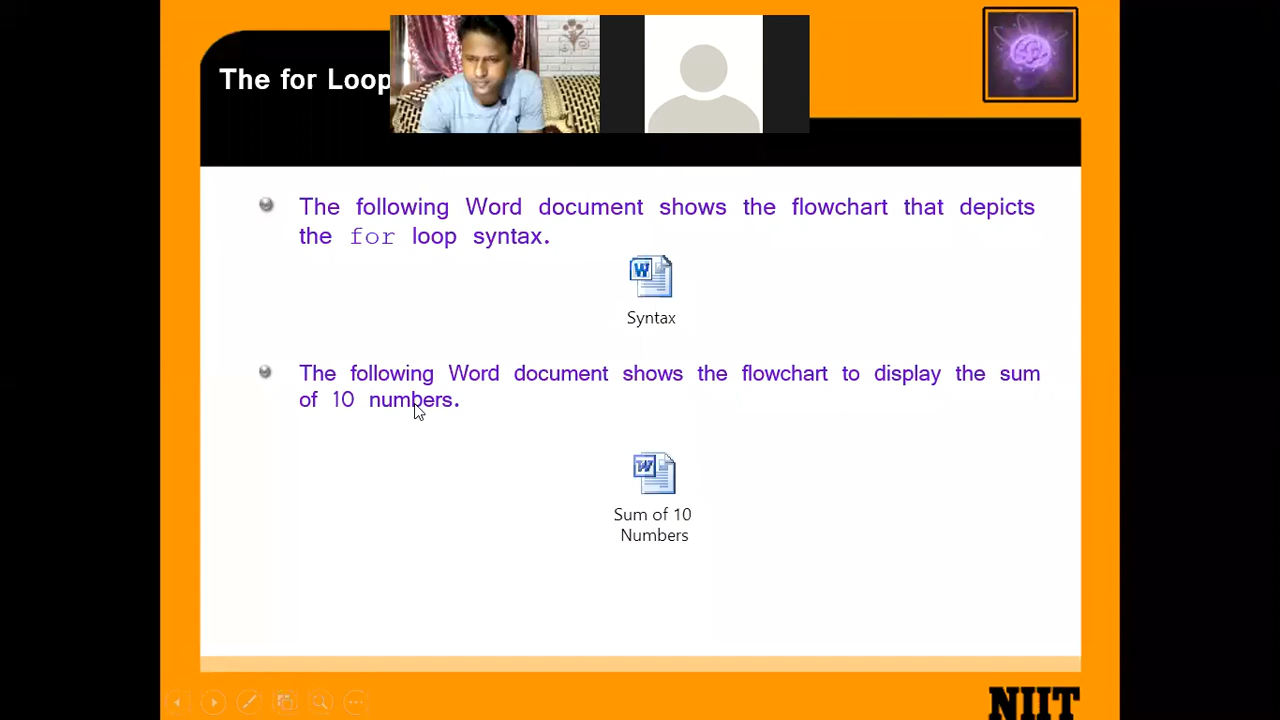 The for Loop
The following Word document shows the flowchart that depicts
the for loop syntax.
Syntax
The following Word document shows the flowchart to display the sum
of 10 numbers.
Sum of 10
Numbers
NIIT